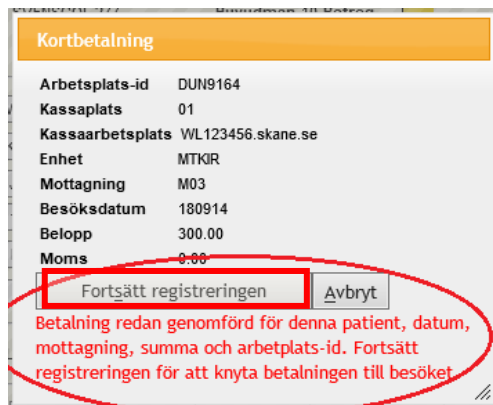 Kortbetalning
Arbetsplats-id DUN9164
Kassaplats 01
Kassaarbetsplats WL123456.skane.se
Enhet MTKIR
Mottagning M03
Besöksdatum 180914
Belopp 300.00
Moms 0.00
Fortsätt registreringen Avbryt
Betalning redan genomförd för denna patient, datum,
mottagning, summa och arbetplats-id. Fortsätt
registreringen för att knyta betalningen till besöket.